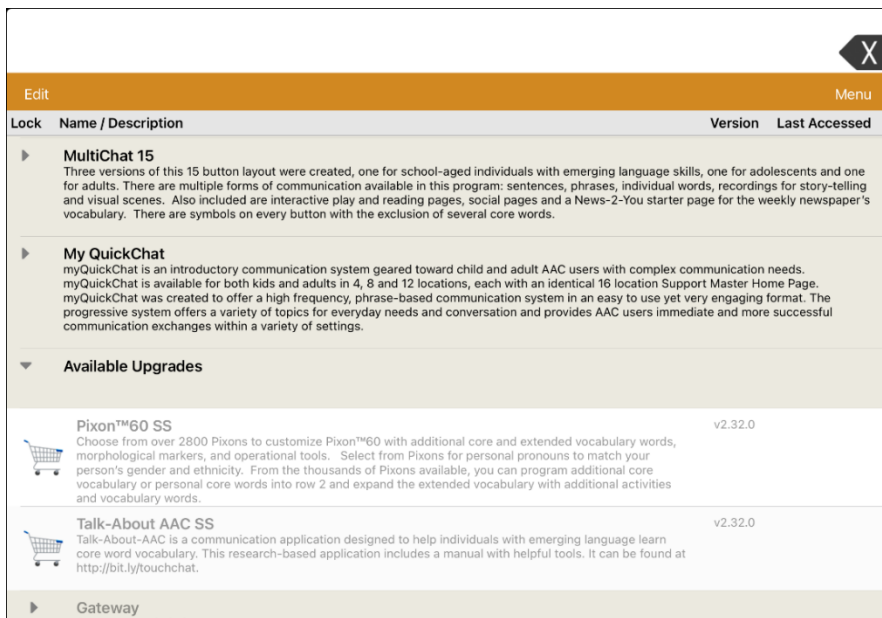 X
Edit
Menu
Lock Name / Description Version Last Accessed
MultiChat 15
Three versions of this 15 button layout were created, one for school-aged individuals with emerging language skills, one for adolescents and one
for adults. There are multiple forms of communication available in this program: sentences, phrases, individual words, recordings for story-telling
and visual scenes.  Also included are interactive play and reading pages, social pages and a News-2-You starter page for the weekly newspaper's
vocabulary.  There are symbols on every button with the exclusion of several core words.
My QuickChat
myQuickChat is an introductory communication system geared toward child and adult AAC users with complex communication needs.
myQuickChat is available for both kids and adults in 4, 8 and 12 locations, each with an identical 16 location Support Master Home Page.
myQuickChat was created to offer a high frequency, phrase-based communication system in an easy to use yet very engaging format. The
progressive system offers a variety of topics for everyday needs and conversation and provides AAC users immediate and more successful
communication exchanges within a variety of settings.
Available Upgrades
Pixon™60 SS v2.32.0
Choose from over 2800 Pixons to customize Pixon™60 with additional core and extended vocabulary words,
morphological markers, and operational tools.   Select from Pixons for personal pronouns to match your
person's gender and ethnicity.  From the thousands of Pixons available, you can program additional core
vocabulary or personal core words into row 2 and expand the extended vocabulary with additional activities
and vocabulary words.
Talk-About AAC SS v2.32.0
Talk-About-AAC is a communication application designed to help individuals with emerging language learn
core word vocabulary. This research-based application includes a manual with helpful tools. It can be found at
http://bit.ly/touchchat.
Gateway